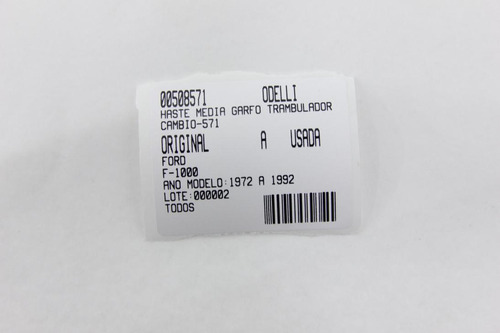 00508571 ODELLI
HASTE MEDIA GARFO TRAMBULADOR
CAMBIO-571
ORIGINAL A USADA
FORD
F-1000
ANO MODELO:1972 A 1992
LOTE:000002
TODOS